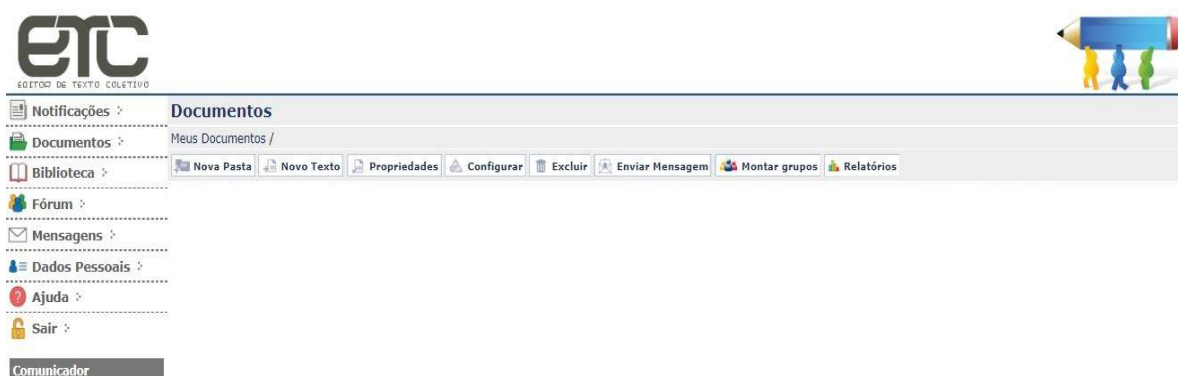 ETC
EDITOR DE TEXTO COLETIVO
Notificações
Documentos
Biblioteca
Fórum
Mensagens
Dados Pessoais
Ajuda
Sair
Comunicador
Documentos
Meus Documentos /
Nova Pasta Novo Texto Propriedades Configurar Excluir Enviar Mensagem Montar grupos Relatórios